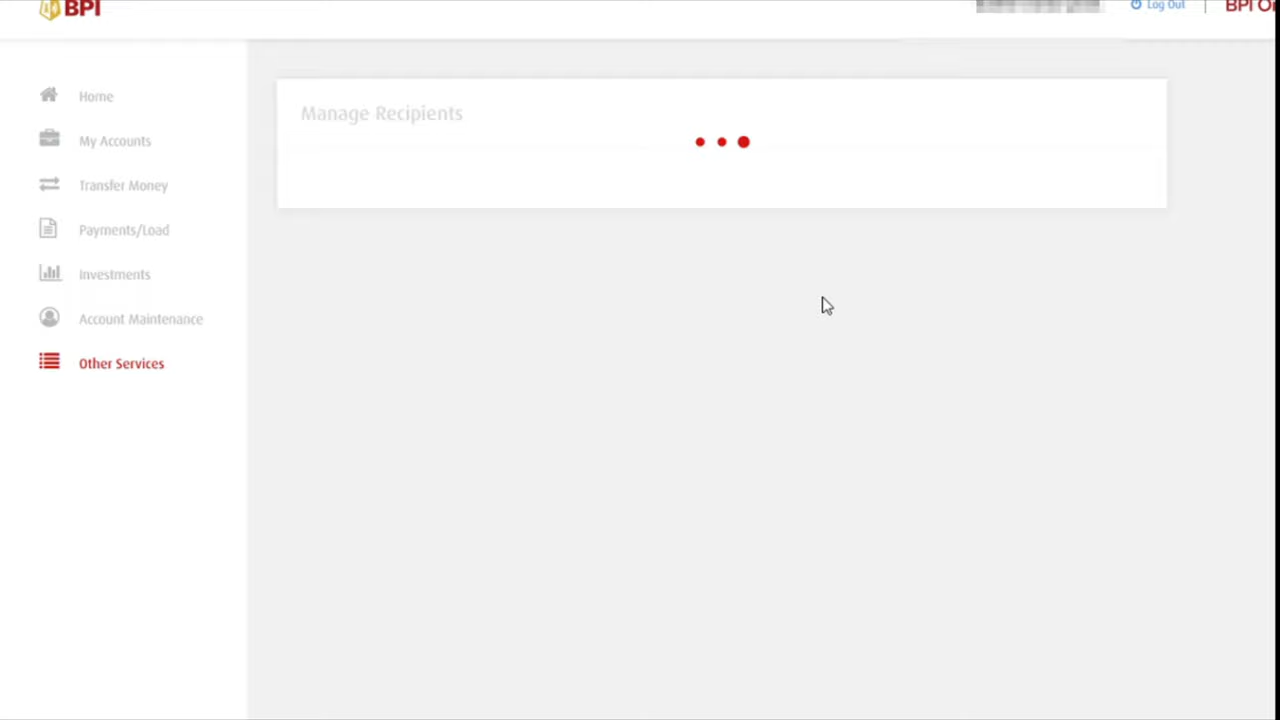 BPI
Log Out
BPI
Home
My Accounts
Transfer Money
Payments/Load
Investments
Account Maintenance
Other Services
Manage Recipients